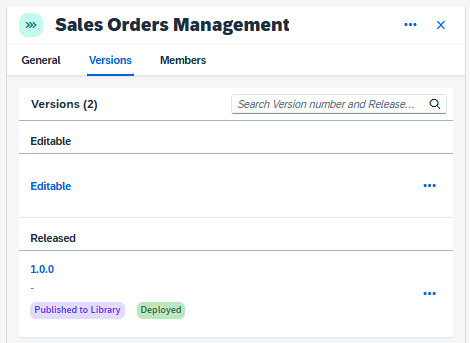 Sales Orders Management
General Versions Members
Versions (2) Search Version number and Release...
Editable
Editable
Released
1.0.0
-
Published to Library Deployed